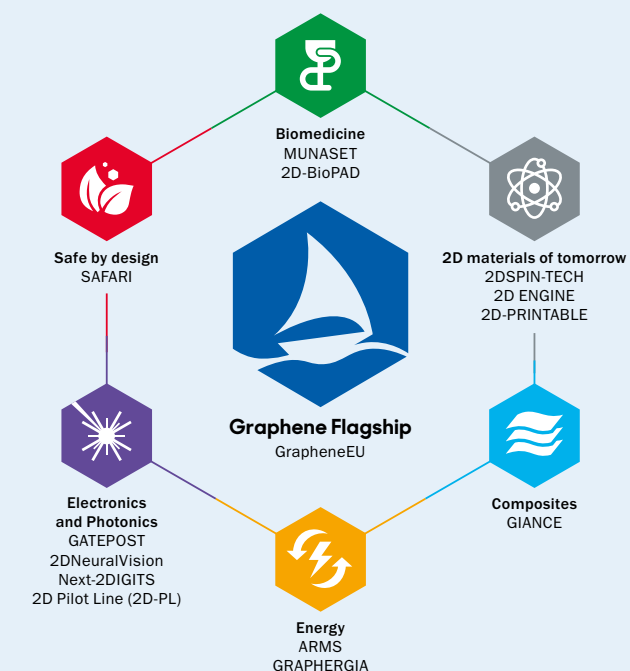 Biomedicine
MUNASET
2D-BioPAD
Safe by design
SAFARI
2D materials of tomorrow
2DSPIN-TECH
2D ENGINE
2D-PRINTABLE
Graphene Flagship
GrapheneEU
Electronics
and Photonics
GATEPOST
2DNeuralVision
Next-2DIGITS
2D Pilot Line (2D-PL)
Composites
GIANCE
Energy
ARMS
GRAPHERGIA